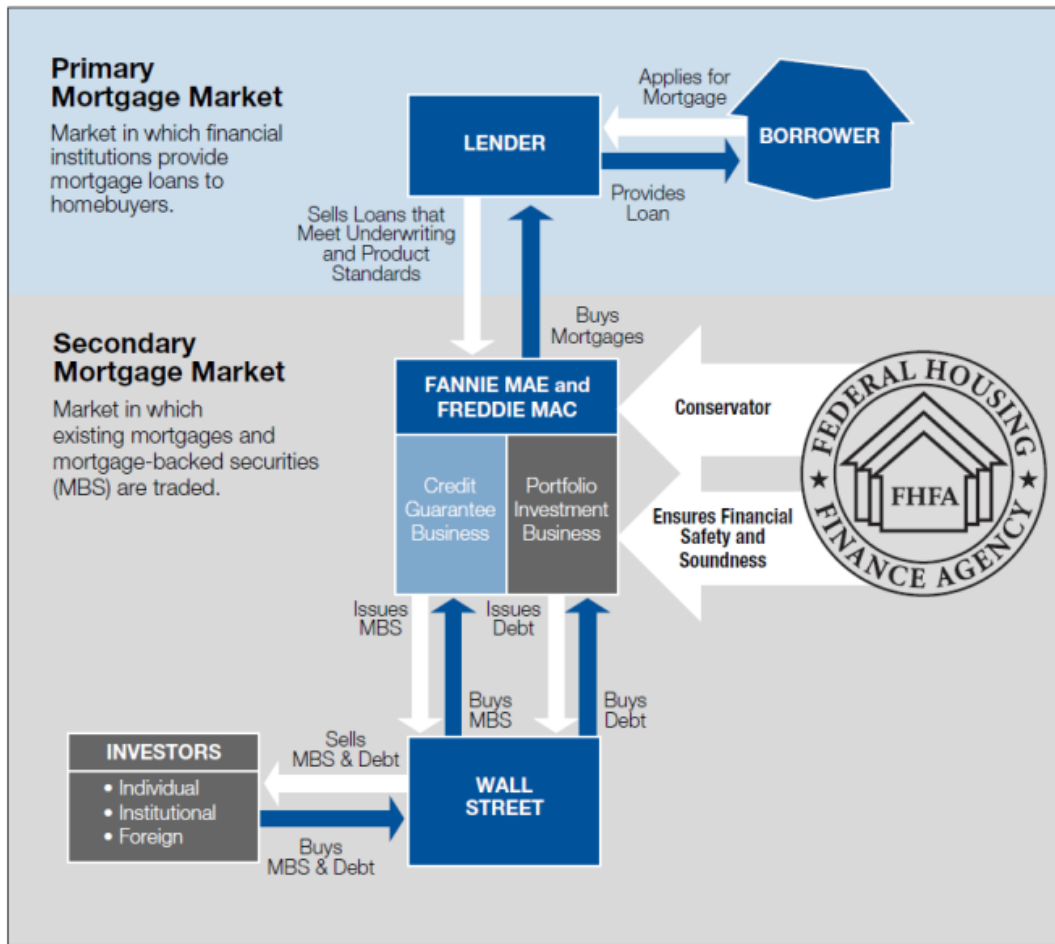 Primary
Mortgage Market
Market in which financial
institutions provide
mortgage loans to
homebuyers.
LENDER
Applies for
Mortgage
BORROWER
Provides
Loan
Sells Loans that
Meet Underwriting
and Product
Standards
Buys
Mortgages
Secondary
Mortgage Market
Market in which
existing mortgages and
mortgage-backed securities
(MBS) are traded.
FANNIE MAE and
FREDDIE MAC
Credit
Guarantee
Business
Portfolio
Investment
Business
Conservator
Ensures Financial
Safety and
Soundness
FEDERAL HOUSING
FHFA
FINANCE AGENCY
Issues
MBS
Issues
Debt
Buys
MBS
Buys
Debt
INVESTORS
• Individual
• Institutional
• Foreign
Sells
MBS & Debt
Buys
MBS & Debt
WALL
STREET